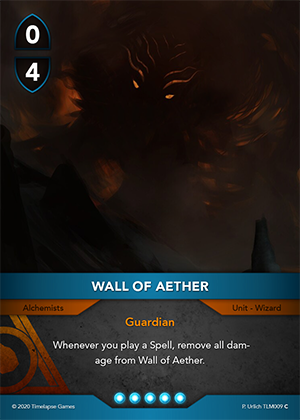 0
4
WALL OF AETHER
Alchemists
Unit - Wizard
Guardian
Whenever you play a Spell, remove all dam-
age from Wall of Aether.
© 2020 Timelapse Games
P. Urlich TLM009 C